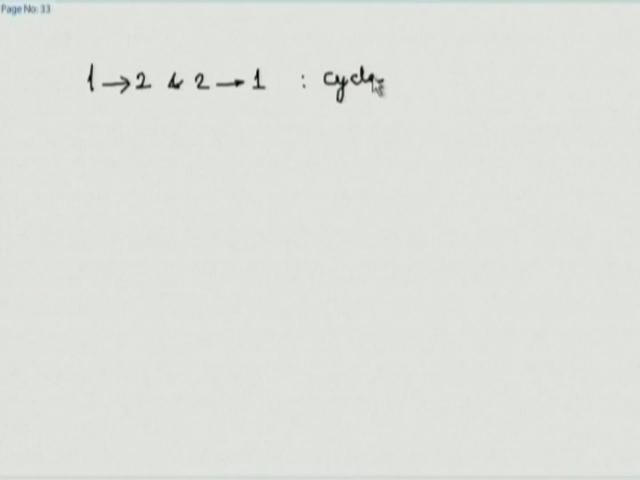 Page No: 33
1 → 2 & 2 → 1 : cycle